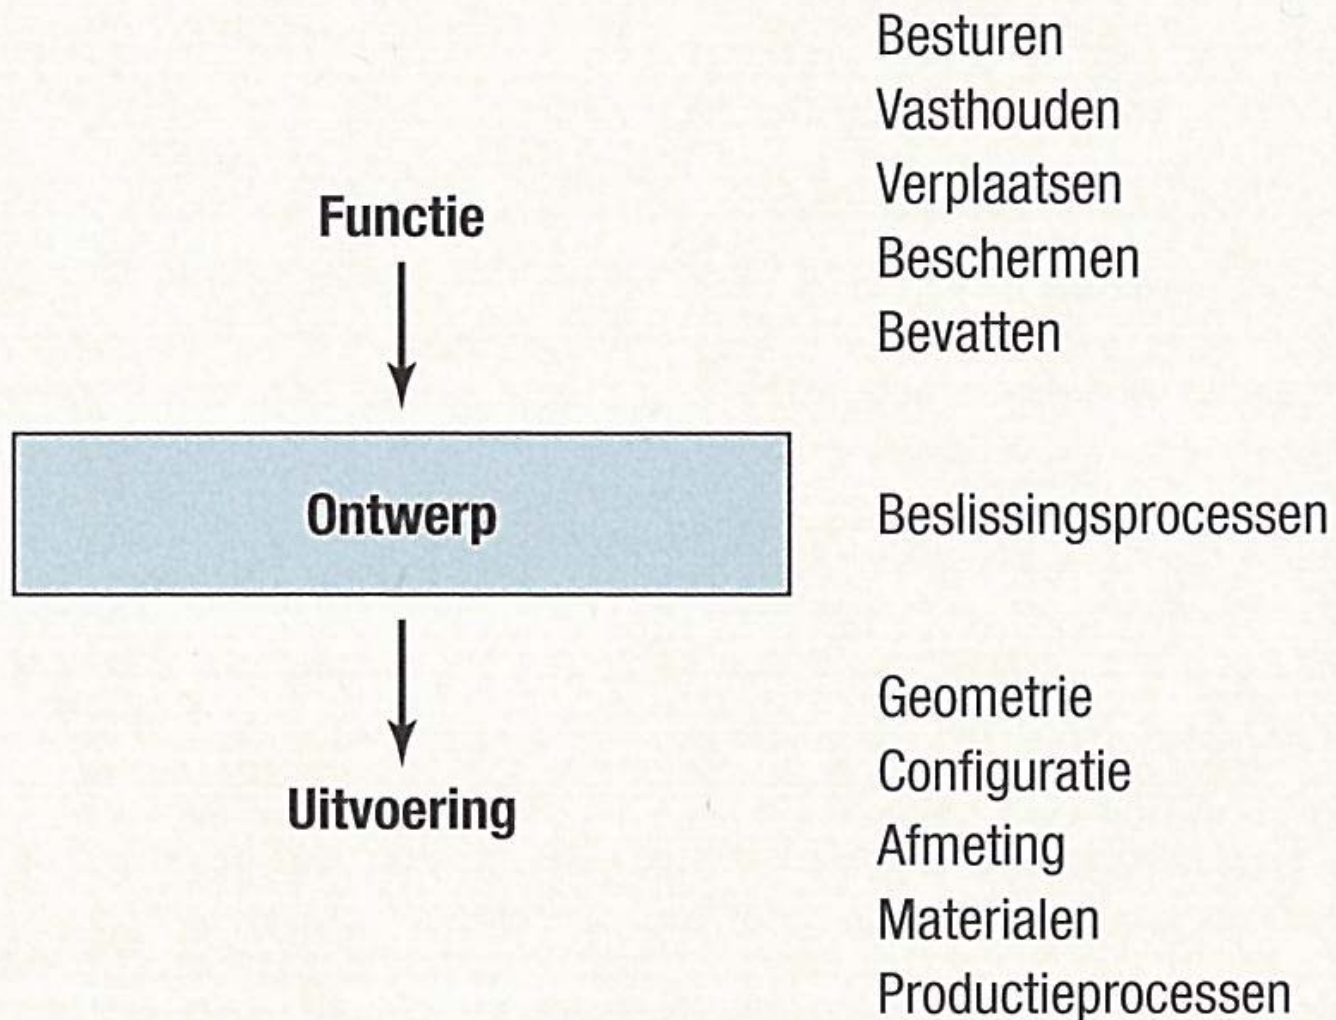 Besturen
Vasthouden
Verplaatsen
Functie
Beschermen
Bevatten
Ontwerp
Beslissingsprocessen
Geometrie
Configuratie
Uitvoering
Afmeting
Materialen
Productieprocessen